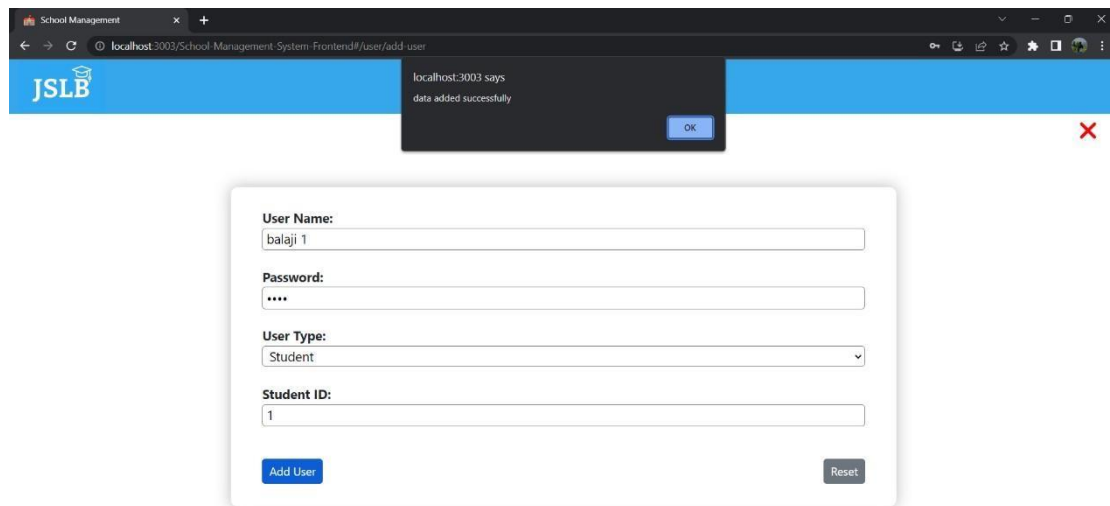 School Management
localhost:3003/School-Management-System-Frontend#/user/add-user
JSLB
localhost:3003 says
data added successfully
OK
User Name:
balaji 1
Password:
••••
User Type:
Student
Student ID:
1
Add User
Reset